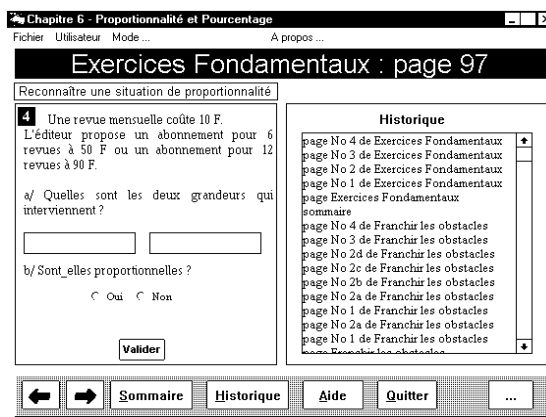 Chapitre 6 - Proportionnalité et Pourcentage
Fichier Utilisateur Mode ... A propos ...
Exercices Fondamentaux : page 97
Reconnaître une situation de proportionnalité
4 Une revue mensuelle coûte 10 F.
L'éditeur propose un abonnement pour 6
revues à 50 F ou un abonnement pour 12
revues à 90 F.
a/ Quelles sont les deux grandeurs qui
interviennent ?
b/ Sont_elles proportionnelles ?
Oui Non
Valider
Historique
page No 4 de Exercices Fondamentaux
page No 3 de Exercices Fondamentaux
page No 2 de Exercices Fondamentaux
page No 1 de Exercices Fondamentaux
page Exercices Fondamentaux
sommaire
page No 4 de Franchir les obstacles
page No 3 de Franchir les obstacles
page No 2d de Franchir les obstacles
page No 2c de Franchir les obstacles
page No 2b de Franchir les obstacles
page No 2a de Franchir les obstacles
page No 1 de Franchir les obstacles
page No 2a de Franchir les obstacles
page No 1 de Franchir les obstacles
page Franchir les obstacles
Sommaire Historique Aide Quitter ...